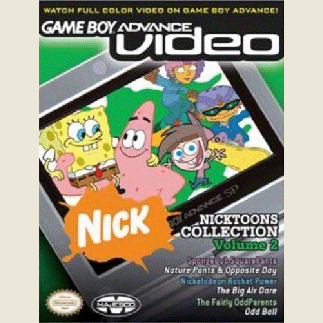 WATCH FULL COLOR VIDEO ON GAME BOY ADVANCE!
GAME BOY ADVANCE
video
GAME BOY ADVANCE SP
NICK
NICKTOONS
COLLECTION
Volume 2
SpongeBob SquarePants
Nature Pants & Opposite Day
Nickelodeon Rocket Power
The Big Air Dare
The Fairly OddParents
Odd Ball
MAJESCO